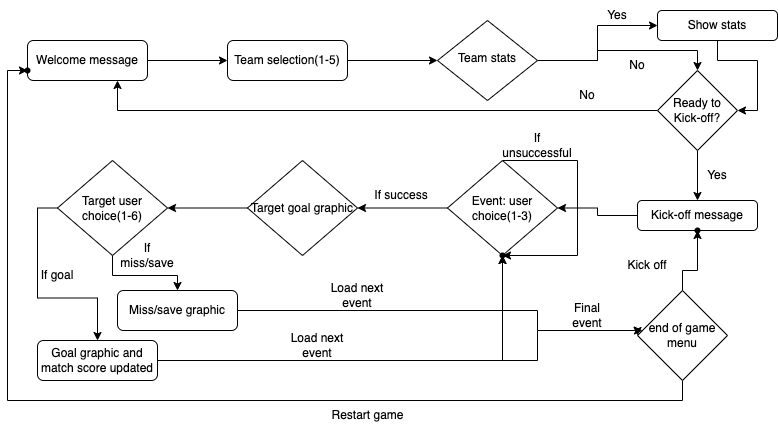 Yes
Show stats
Welcome message
Team selection(1-5)
Team stats
No
Ready to
Kick-off?
No
If
unsuccessful
Yes
Target user
choice(1-6)
Target goal graphic
If success
Event: user
choice(1-3)
Kick-off message
If
miss/save
If goal
Kick off
Miss/save graphic
Load next
event
Final
event
end of game
menu
Goal graphic and
match score updated
Load next
event
Restart game